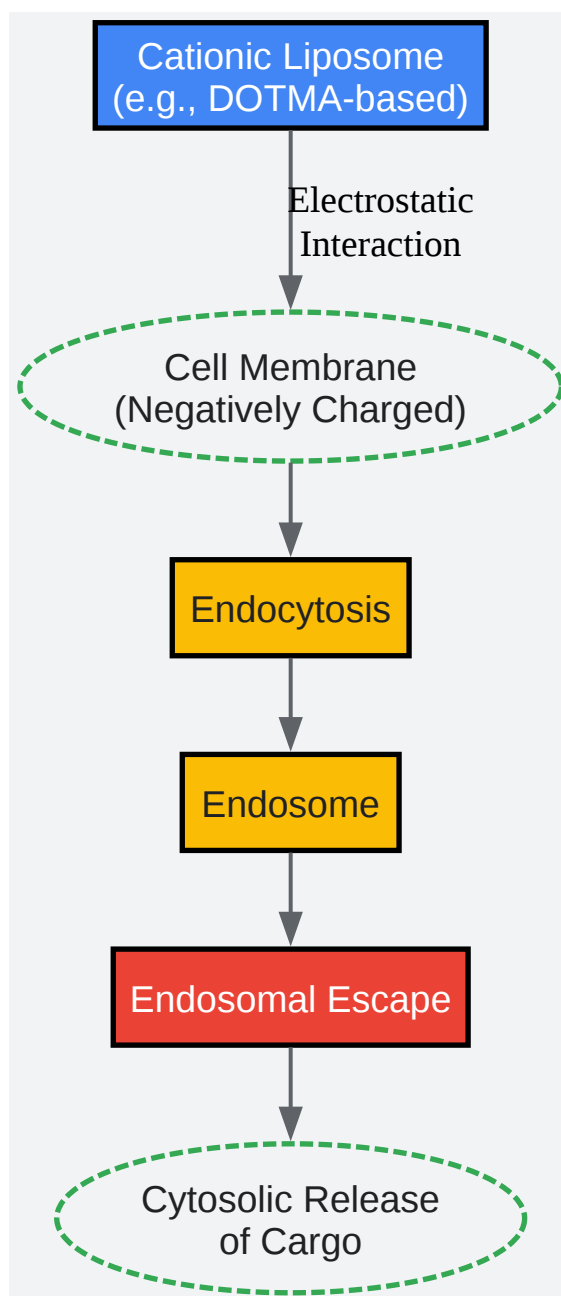 Cationic Liposome
(e.g., DOTMA-based)
Electrostatic
Interaction
Cell Membrane
(Negatively Charged)
Endocytosis
Endosome
Endosomal Escape
Cytosolic Release
of Cargo